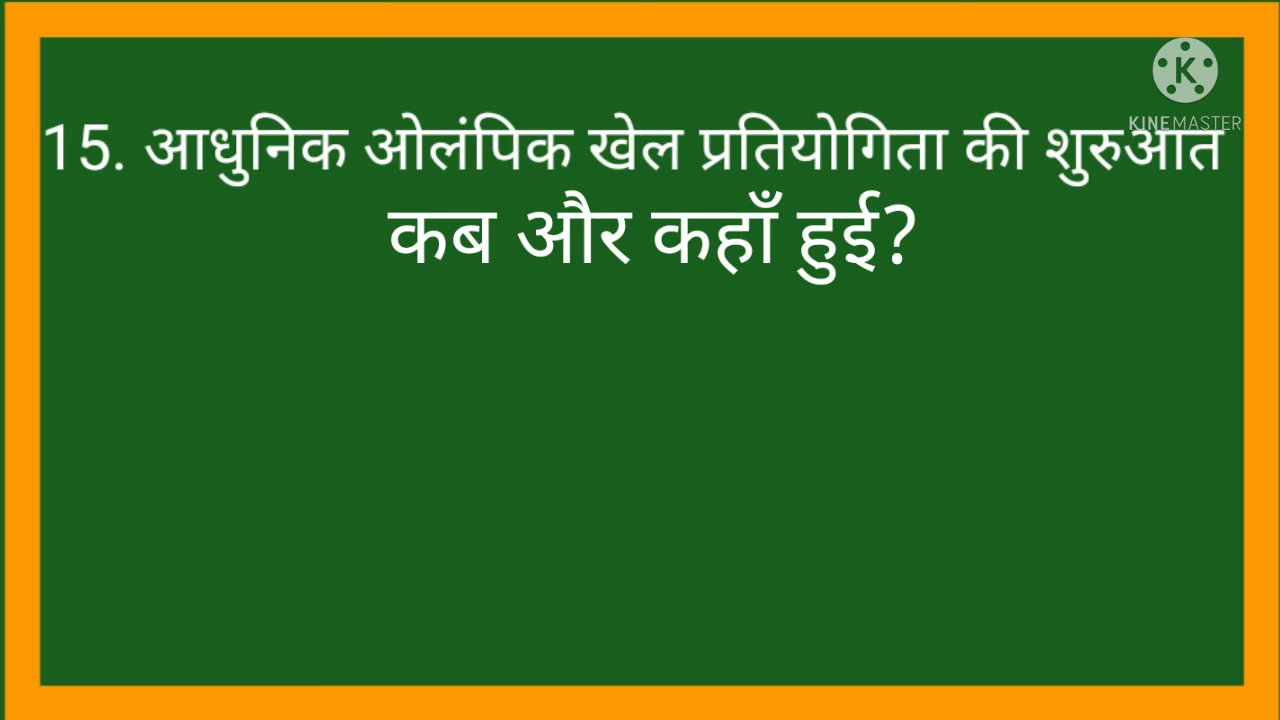 KINEMASTER
15. आधुनिक ओलंपिक खेल प्रतियोगिता की शुरुआत
कब और कहाँ हुई?